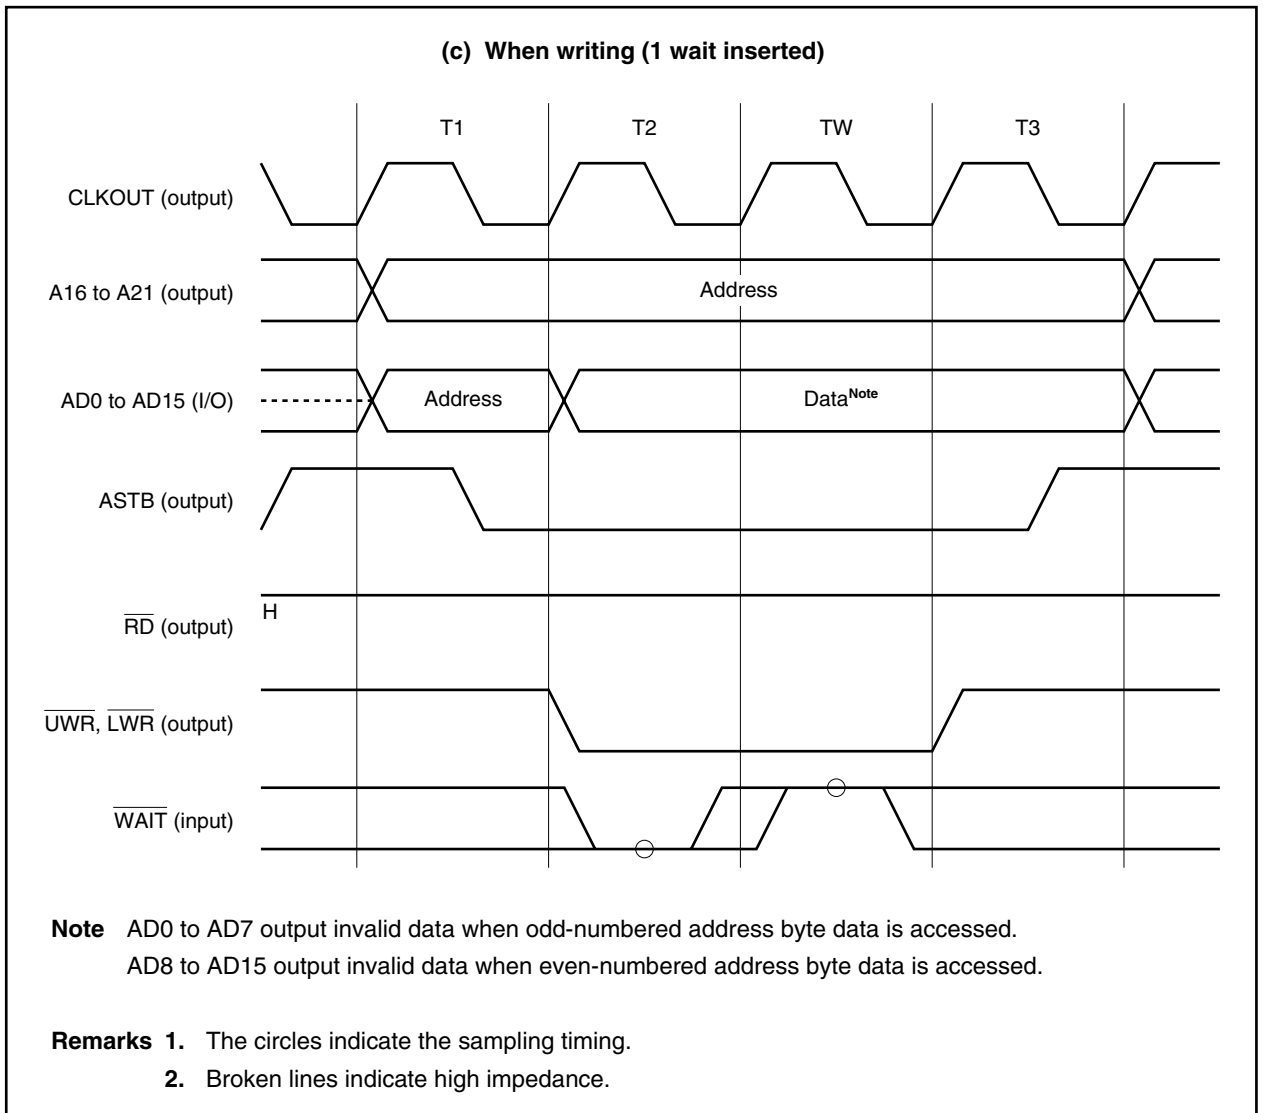 (c) When writing (1 wait inserted)
T1 T2 TW T3
CLKOUT (output)
A16 to A21 (output) Address
AD0 to AD15 (I/O) Address DataNote
ASTB (output)
H
RD (output)
UWR, LWR (output)
WAIT (input)
Note AD0 to AD7 output invalid data when odd-numbered address byte data is accessed.
AD8 to AD15 output invalid data when even-numbered address byte data is accessed.
Remarks 1. The circles indicate the sampling timing.
2. Broken lines indicate high impedance.